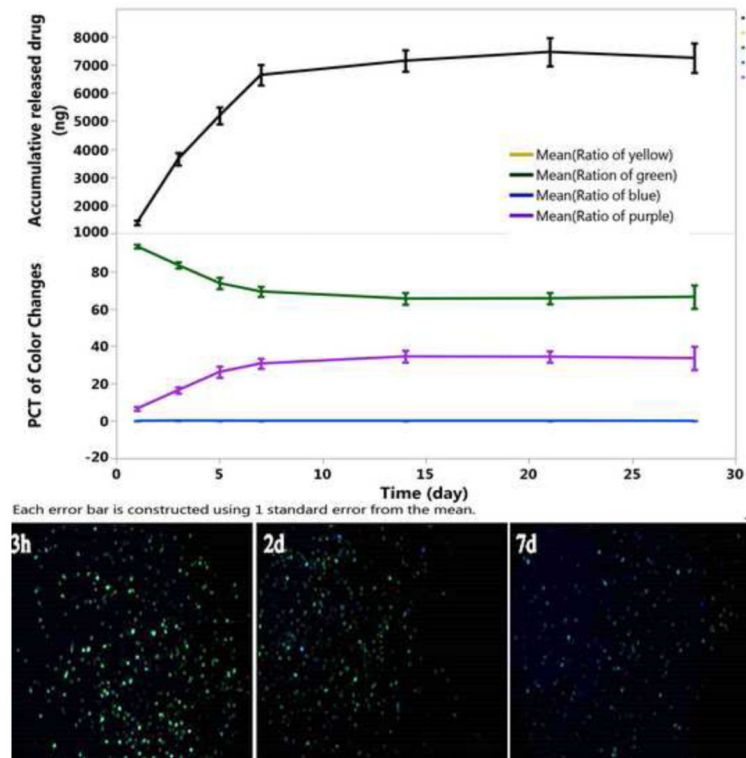 Accumulative released drug
(ng)
8000
7000
6000
5000
4000
3000
2000
1000
Mean(Ratio of yellow)
Mean(Ration of green)
Mean(Ratio of blue)
Mean(Ratio of purple)
PCT of Color Changes
80
60
40
20
0
-20
0 5 10 15 20 25 30
Time (day)
Each error bar is constructed using 1 standard error from the mean.
3h 2d 7d